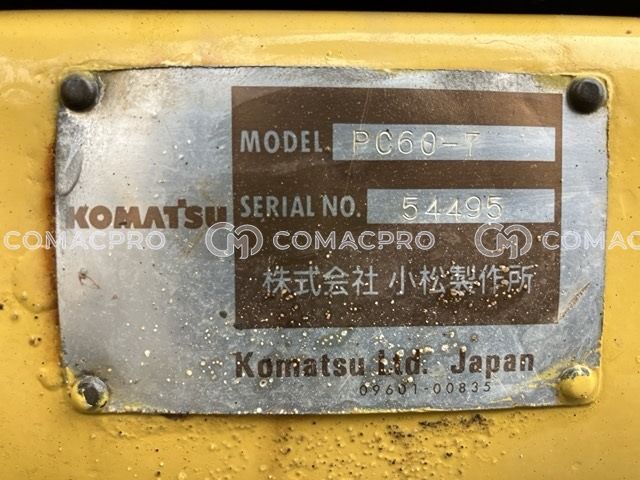 MODEL PC60-7
KOMATSU
SERIAL NO. 54495
COMACPRO COMACPRO COMAC
株式会社 小松製作所
Komatsu Ltd. Japan
09601-00835